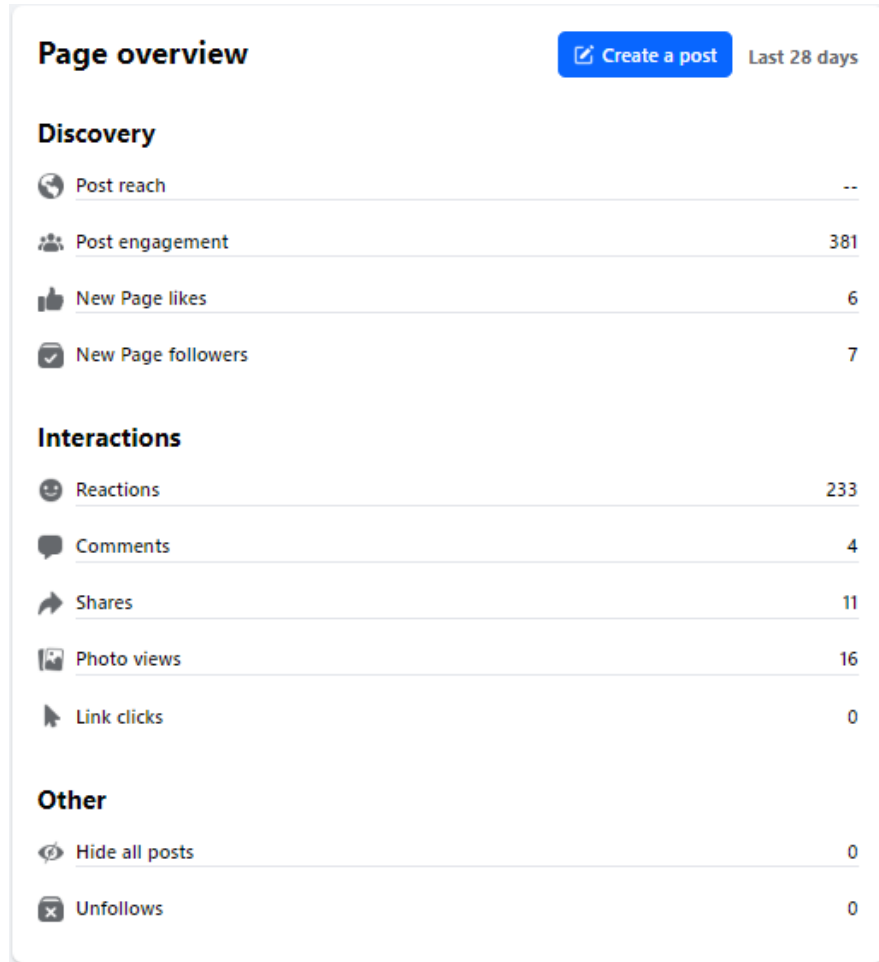 Page overview
Create a post
Last 28 days
Discovery
Post reach --
Post engagement 381
New Page likes 6
New Page followers 7
Interactions
Reactions 233
Comments 4
Shares 11
Photo views 16
Link clicks 0
Other
Hide all posts 0
Unfollows 0